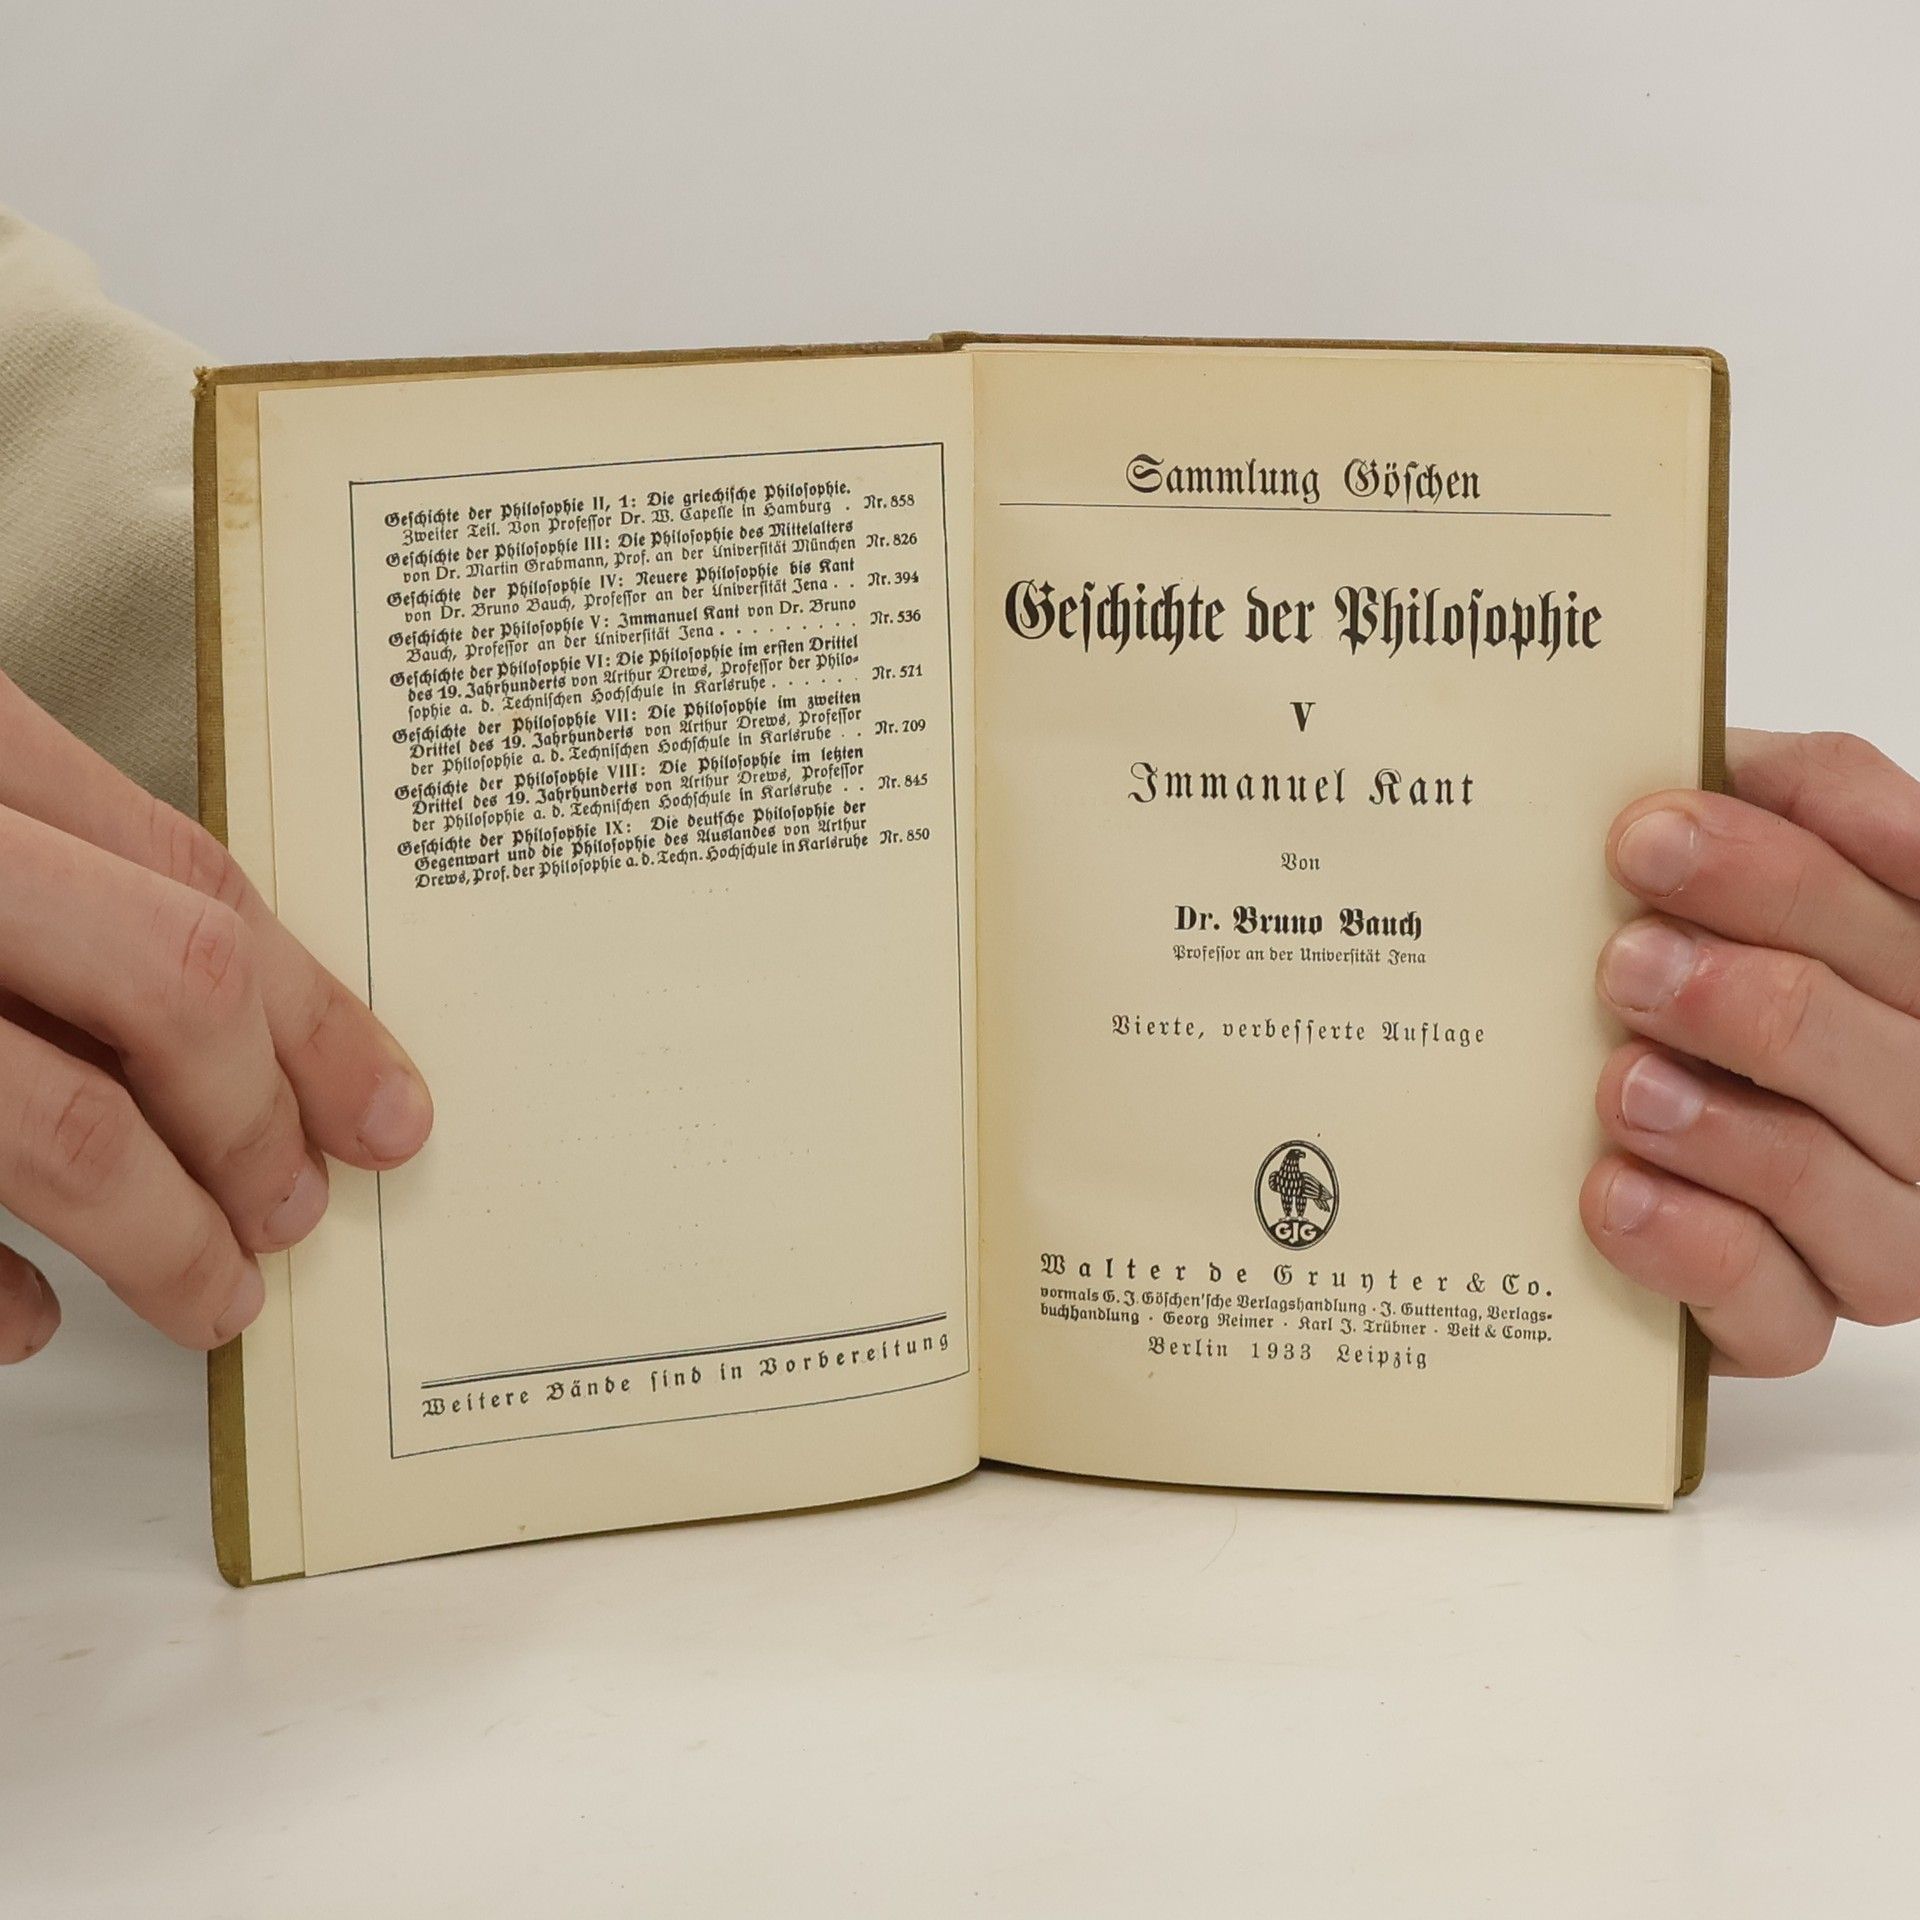 Geſchichte der Philoſophie II, 1: Die griechiſche Philoſophie.
Zweiter Teil. Von Profeſſor Dr. W. Capelle in Hamburg . Nr. 858
Geſchichte der Philoſophie III: Die Philoſophie des Mittelalters
von Dr. Martin Grabmann, Prof. an der Univerſität München Nr. 826
Geſchichte der Philoſophie IV: Neuere Philoſophie bis Kant
von Dr. Bruno Bauch, Profeſſor an der Univerſität Jena . . Nr. 394
Geſchichte der Philoſophie V: Immanuel Kant von Dr. Bruno
Bauch, Profeſſor an der Univerſität Jena . . . . . . . . . Nr. 536
Geſchichte der Philoſophie VI: Die Philoſophie im erſten Drittel
des 19. Jahrhunderts von Arthur Drews, Profeſſor der Philo-
ſophie a. d. Techniſchen Hochſchule in Karlsruhe . . . . . . Nr. 571
Geſchichte der Philoſophie VII: Die Philoſophie im zweiten
Drittel des 19. Jahrhunderts von Arthur Drews, Profeſſor
der Philoſophie a. d. Techniſchen Hochſchule in Karlsruhe . . Nr. 709
Geſchichte der Philoſophie VIII: Die Philoſophie im letzten
Drittel des 19. Jahrhunderts von Arthur Drews, Profeſſor
der Philoſophie a. d. Techniſchen Hochſchule in Karlsruhe . . Nr. 845
Geſchichte der Philoſophie IX: Die deutſche Philoſophie der
Gegenwart und die Philoſophie des Auslandes von Arthur
Drews, Prof. der Philoſophie a. d. Techn. Hochſchule in Karlsruhe Nr. 850
Weitere Bände ſind in Vorbereitung
Sammlung Göſchen
Geſchichte der Philoſophie
V
Immanuel Kant
Von
Dr. Bruno Bauch
Profeſſor an der Univerſität Jena
Vierte, verbeſſerte Auflage
GJG
Walter de Gruyter & Co.
vormals G. J. Göſchen'ſche Verlagshandlung · J. Guttentag, Verlags-
buchhandlung · Georg Reimer · Karl J. Trübner · Veit & Comp.
Berlin 1933 Leipzig